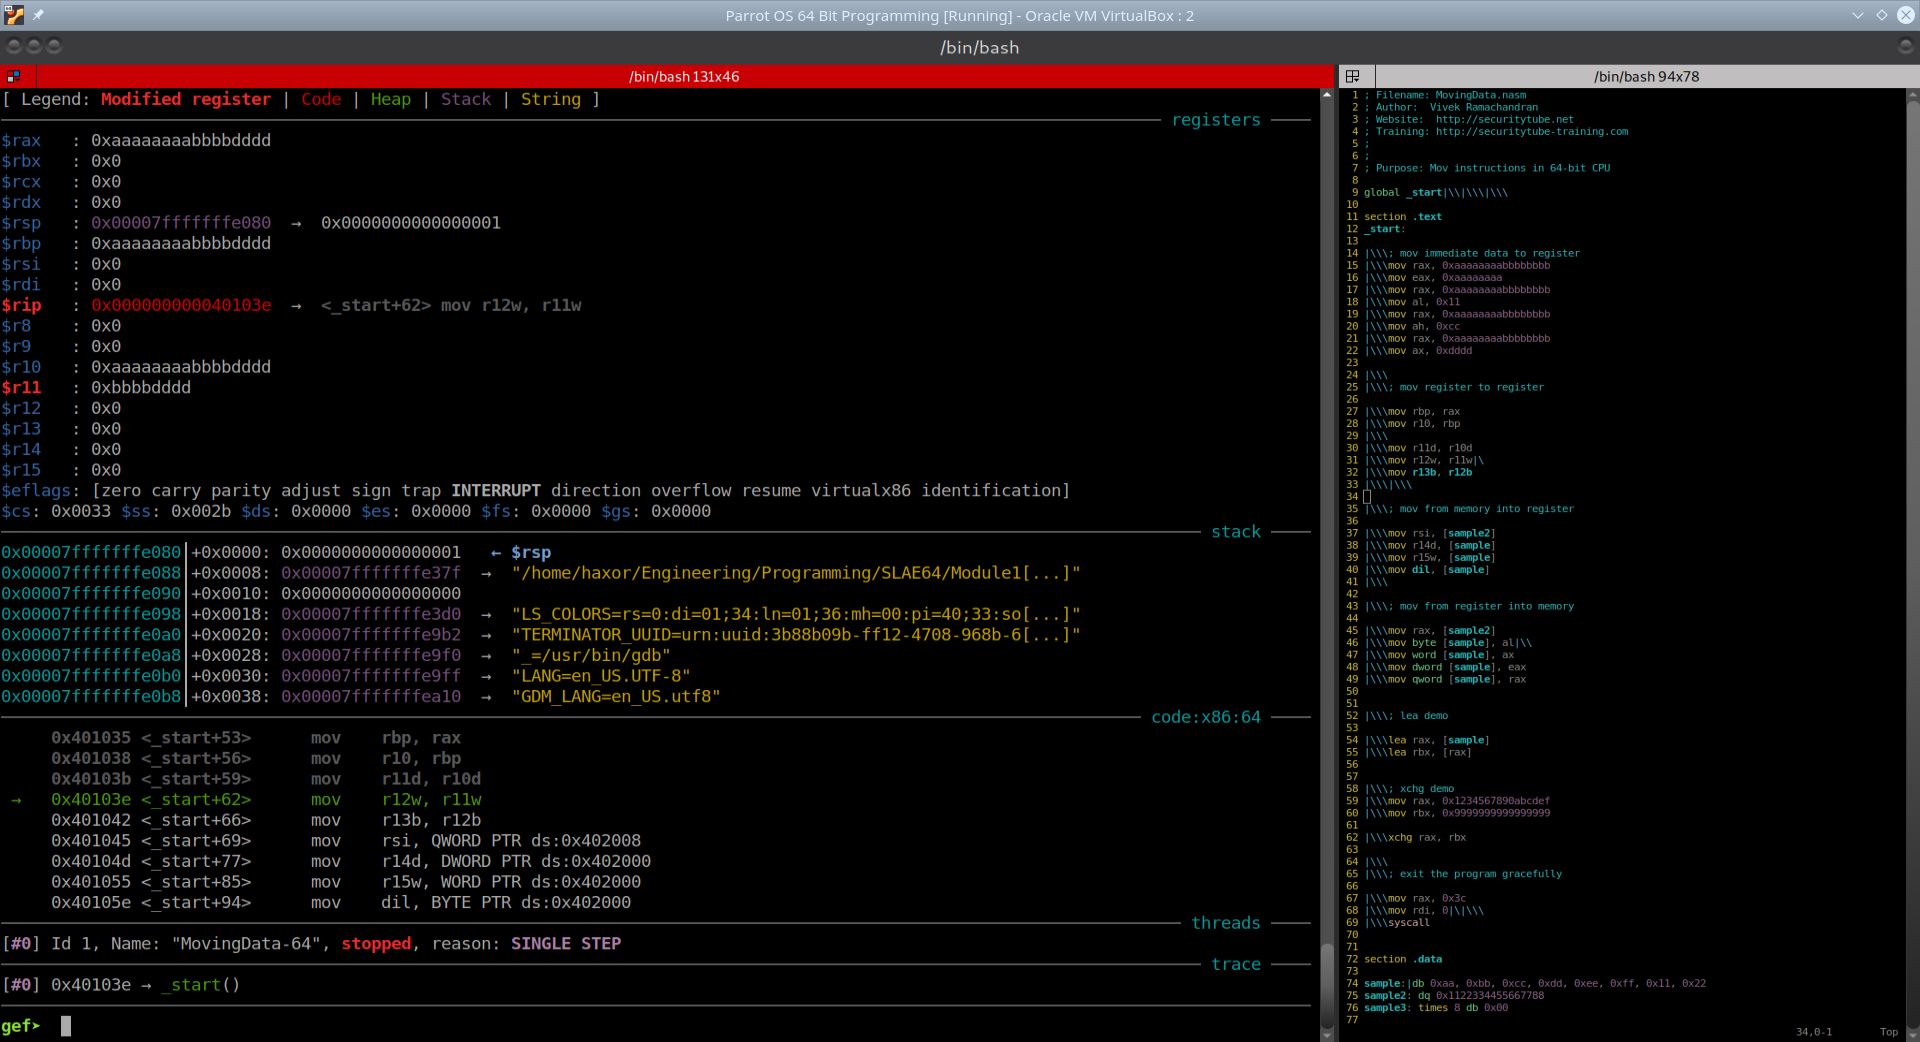 Parrot OS 64 Bit Programming [Running] - Oracle VM VirtualBox : 2
/bin/bash
/bin/bash 131x46
[ Legend: Modified register | Code | Heap | Stack | String ]
registers
$rax   : 0xaaaaaaaabbbbdddd
$rbx   : 0x0
$rcx   : 0x0
$rdx   : 0x0
$rsp   : 0x00007fffffffe080  →  0x0000000000000001
$rbp   : 0xaaaaaaaabbbbdddd
$rsi   : 0x0
$rdi   : 0x0
$rip   : 0x000000000040103e  →  <_start+62> mov r12w, r11w
$r8    : 0x0
$r9    : 0x0
$r10   : 0xaaaaaaaabbbbdddd
$r11   : 0xbbbbdddd
$r12   : 0x0
$r13   : 0x0
$r14   : 0x0
$r15   : 0x0
$eflags: [zero carry parity adjust sign trap INTERRUPT direction overflow resume virtualx86 identification]
$cs: 0x0033 $ss: 0x002b $ds: 0x0000 $es: 0x0000 $fs: 0x0000 $gs: 0x0000
stack
0x00007fffffffe080│+0x0000: 0x0000000000000001   ← $rsp
0x00007fffffffe088│+0x0008: 0x00007fffffffe37f  →  "/home/haxor/Engineering/Programming/SLAE64/Module1[...]"
0x00007fffffffe090│+0x0010: 0x0000000000000000
0x00007fffffffe098│+0x0018: 0x00007fffffffe3d0  →  "LS_COLORS=rs=0:di=01;34:ln=01;36:mh=00:pi=40;33:so[...]"
0x00007fffffffe0a0│+0x0020: 0x00007fffffffe9b2  →  "TERMINATOR_UUID=urn:uuid:3b88b09b-ff12-4708-968b-6[...]"
0x00007fffffffe0a8│+0x0028: 0x00007fffffffe9f0  →  "_=/usr/bin/gdb"
0x00007fffffffe0b0│+0x0030: 0x00007fffffffe9ff  →  "LANG=en_US.UTF-8"
0x00007fffffffe0b8│+0x0038: 0x00007fffffffea10  →  "GDM_LANG=en_US.utf8"
code:x86:64
0x401035 <_start+53>      mov    rbp, rax
0x401038 <_start+56>      mov    r10, rbp
0x40103b <_start+59>      mov    r11d, r10d
→   0x40103e <_start+62>      mov    r12w, r11w
0x401042 <_start+66>      mov    r13b, r12b
0x401045 <_start+69>      mov    rsi, QWORD PTR ds:0x402008
0x40104d <_start+77>      mov    r14d, DWORD PTR ds:0x402000
0x401055 <_start+85>      mov    r15w, WORD PTR ds:0x402000
0x40105e <_start+94>      mov    dil, BYTE PTR ds:0x402000
threads
[#0] Id 1, Name: "MovingData-64", stopped, reason: SINGLE STEP
trace
[#0] 0x40103e → _start()
gef➤
/bin/bash 94x78
1 ; Filename: MovingData.nasm
2 ; Author:  Vivek Ramachandran
3 ; Website:  http://securitytube.net
4 ; Training: http://securitytube-training.com
5 ;
6 ;
7 ; Purpose: Mov instructions in 64-bit CPU
8
9 global _start|\\|\\\|\\\
10
11 section .text
12 _start:
13
14 |\\\; mov immediate data to register
15 |\\\mov rax, 0xaaaaaaaabbbbbbbb
16 |\\\mov eax, 0xaaaaaaaa
17 |\\\mov rax, 0xaaaaaaaabbbbbbbb
18 |\\\mov al, 0x11
19 |\\\mov rax, 0xaaaaaaaabbbbbbbb
20 |\\\mov ah, 0xcc
21 |\\\mov rax, 0xaaaaaaaabbbbbbbb
22 |\\\mov ax, 0xdddd
23
24 |\\\
25 |\\\; mov register to register
26
27 |\\\mov rbp, rax
28 |\\\mov r10, rbp
29 |\\\
30 |\\\mov r11d, r10d
31 |\\\mov r12w, r11w|\
32 |\\\mov r13b, r12b
33 |\\\|\\\
34
35 |\\\; mov from memory into register
36
37 |\\\mov rsi, [sample2]
38 |\\\mov r14d, [sample]
39 |\\\mov r15w, [sample]
40 |\\\mov dil, [sample]
41 |\\\
42
43 |\\\; mov from register into memory
44
45 |\\\mov rax, [sample2]
46 |\\\mov byte [sample], al|\\
47 |\\\mov word [sample], ax
48 |\\\mov dword [sample], eax
49 |\\\mov qword [sample], rax
50
51
52 |\\\; lea demo
53
54 |\\\lea rax, [sample]
55 |\\\lea rbx, [rax]
56
57
58 |\\\; xchg demo
59 |\\\mov rax, 0x1234567890abcdef
60 |\\\mov rbx, 0x9999999999999999
61
62 |\\\xchg rax, rbx
63
64 |\\\
65 |\\\; exit the program gracefully
66
67 |\\\mov rax, 0x3c
68 |\\\mov rdi, 0|\|\\\
69 |\\\syscall
70
71
72 section .data
73
74 sample:|db 0xaa, 0xbb, 0xcc, 0xdd, 0xee, 0xff, 0x11, 0x22
75 sample2: dq 0x1122334455667788
76 sample3: times 8 db 0x00
77
34,0-1 Top